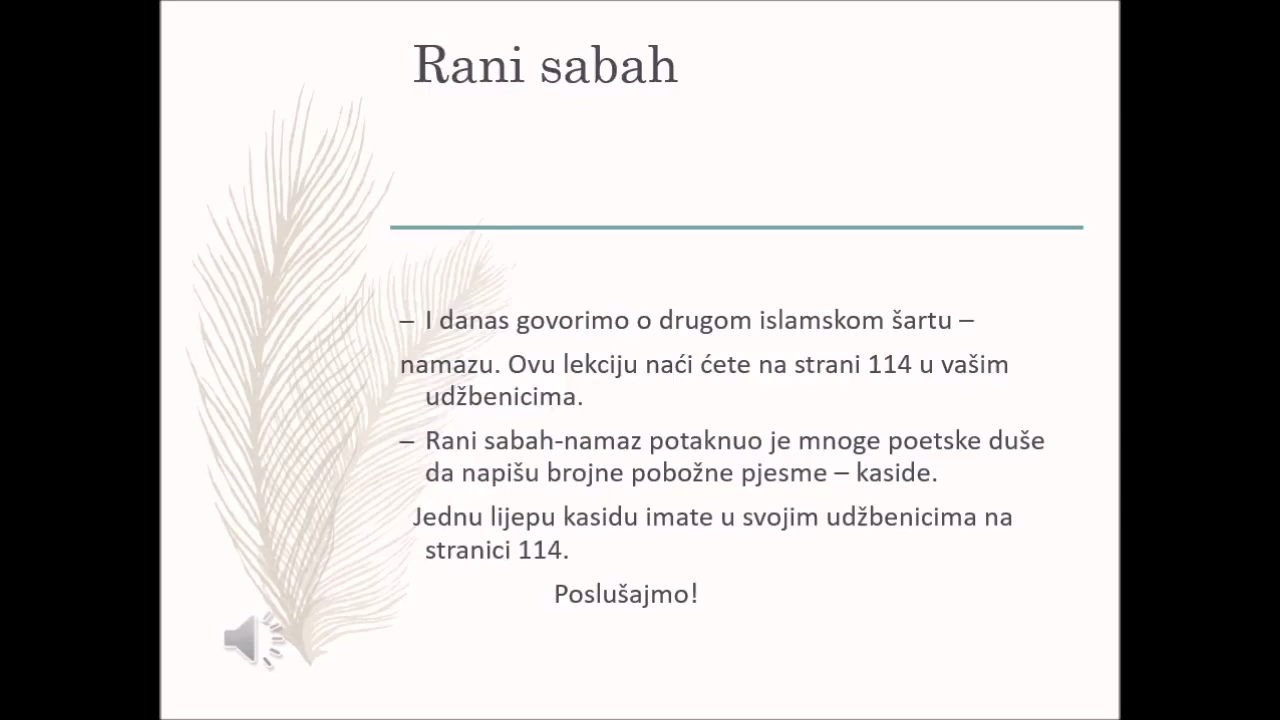 Rani sabah
– I danas govorimo o drugom islamskom šartu –
namazu. Ovu lekciju naći ćete na strani 114 u vašim
udžbenicima.
– Rani sabah-namaz potaknuo je mnoge poetske duše
da napišu brojne pobožne pjesme – kaside.
Jednu lijepu kasidu imate u svojim udžbenicima na
stranici 114.
Poslušajmo!